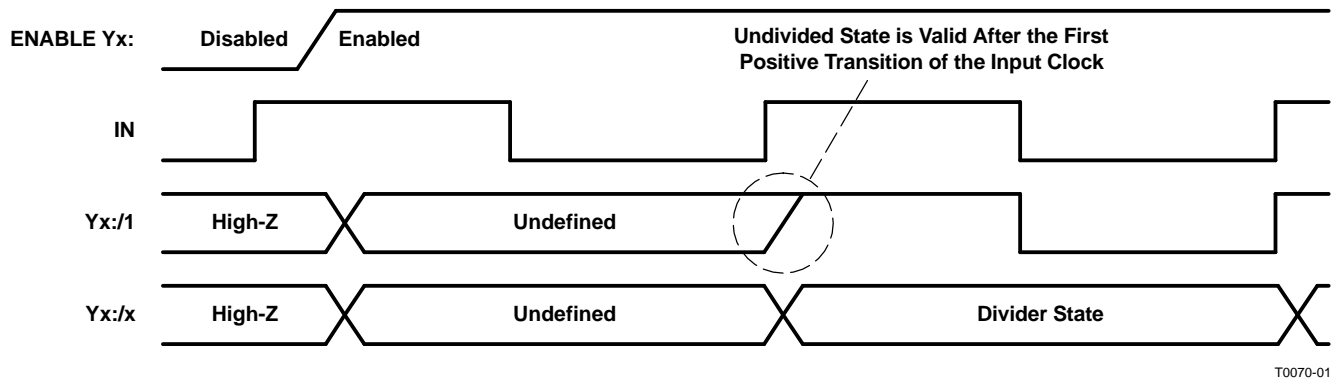 ENABLE Yx: Disabled Enabled
Undivided State is Valid After the First
Positive Transition of the Input Clock
IN
Yx:/1 High-Z Undefined
Yx:/x High-Z Undefined Divider State
T0070-01